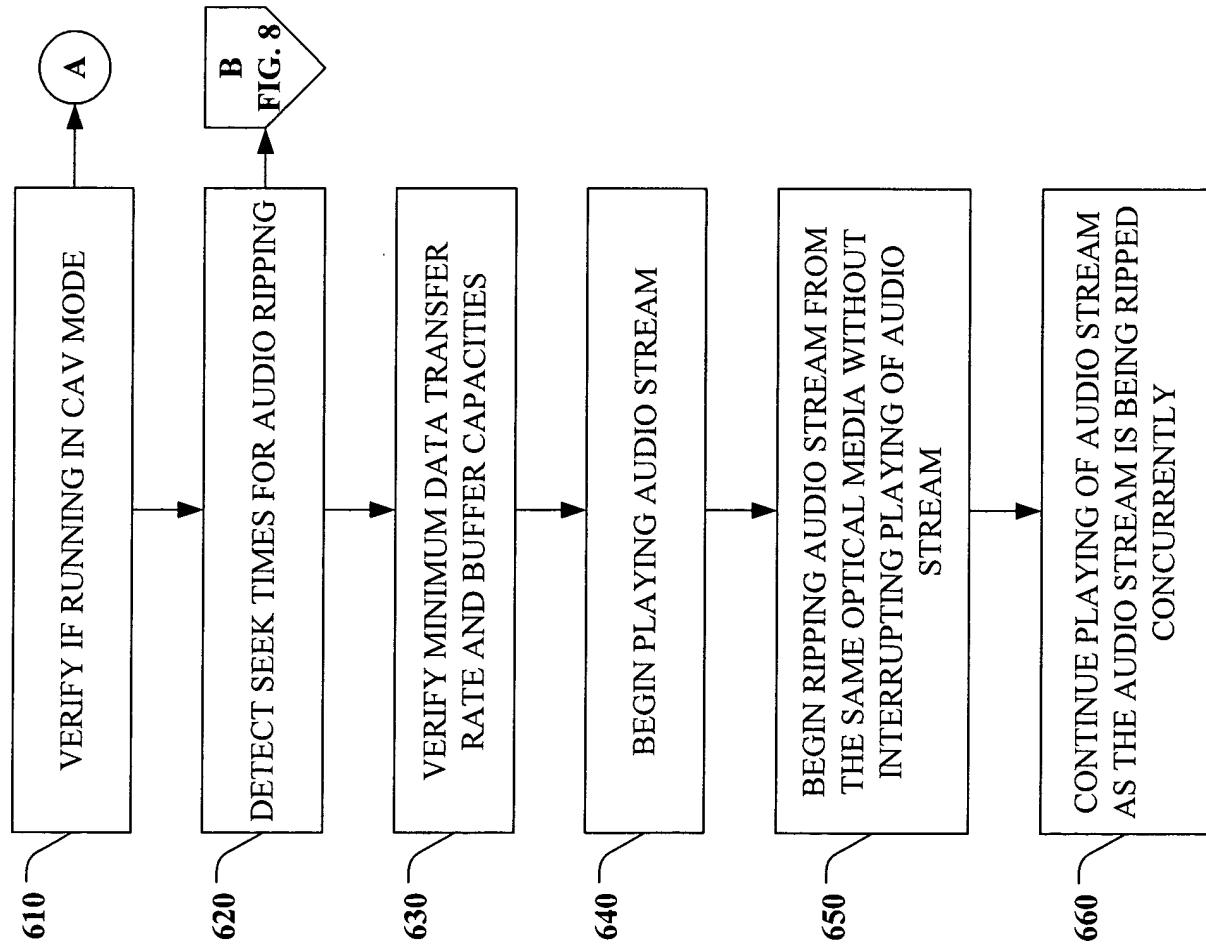 610
VERIFY IF RUNNING IN CAV MODE
A
620
DETECT SEEK TIMES FOR AUDIO RIPPING
B
FIG. 8
630
VERIFY MINIMUM DATA TRANSFER
RATE AND BUFFER CAPACITIES
640
BEGIN PLAYING AUDIO STREAM
650
BEGIN RIPPING AUDIO STREAM FROM
THE SAME OPTICAL MEDIA WITHOUT
INTERRUPTING PLAYING OF AUDIO
STREAM
660
CONTINUE PLAYING OF AUDIO STREAM
AS THE AUDIO STREAM IS BEING RIPPED
CONCURRENTLY